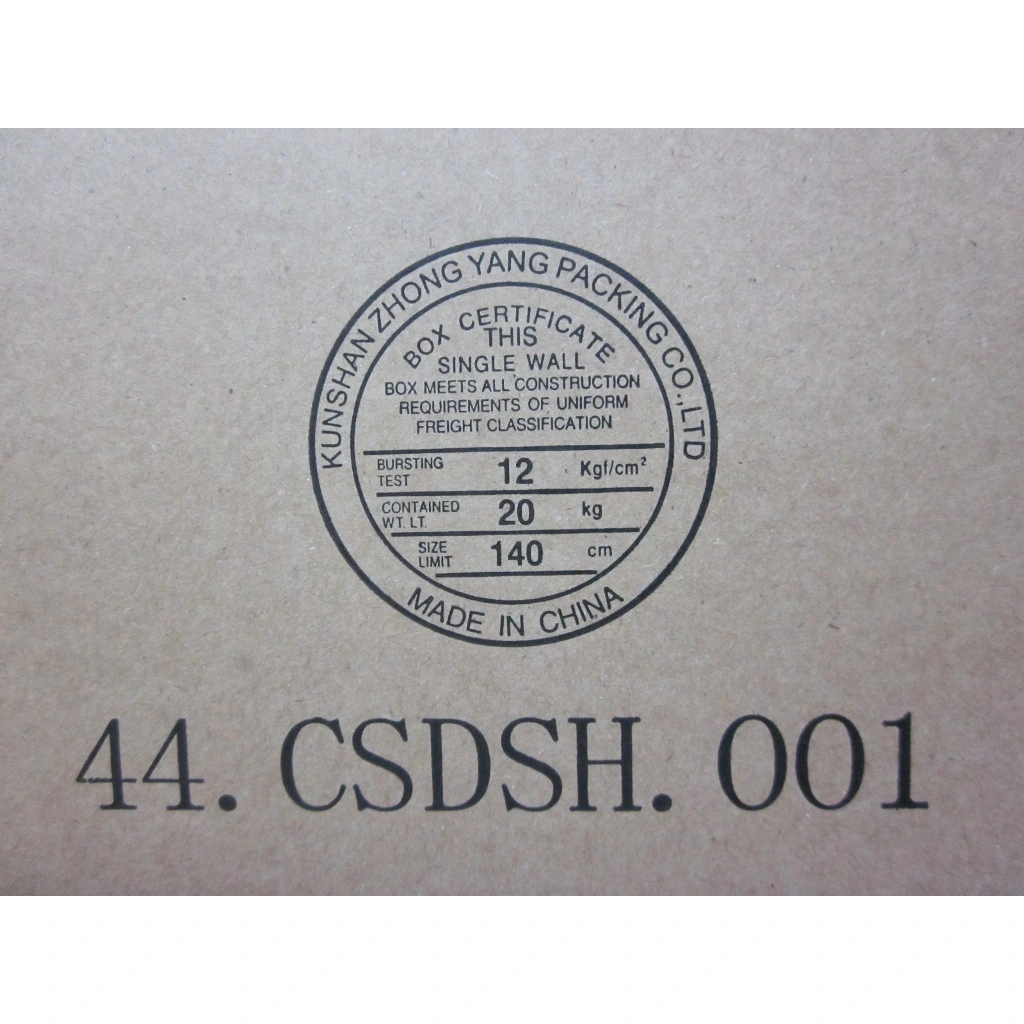 KUNSHAN ZHONG YANG PACKING CO.,LTD
BOX CERTIFICATE
THIS
SINGLE WALL
BOX MEETS ALL CONSTRUCTION
REQUIREMENTS OF UNIFORM
FREIGHT CLASSIFICATION
BURSTING TEST 12 Kgf/cm²
CONTAINED WT. LT. 20 kg
SIZE LIMIT 140 cm
MADE IN CHINA
44. CSDSH. 001